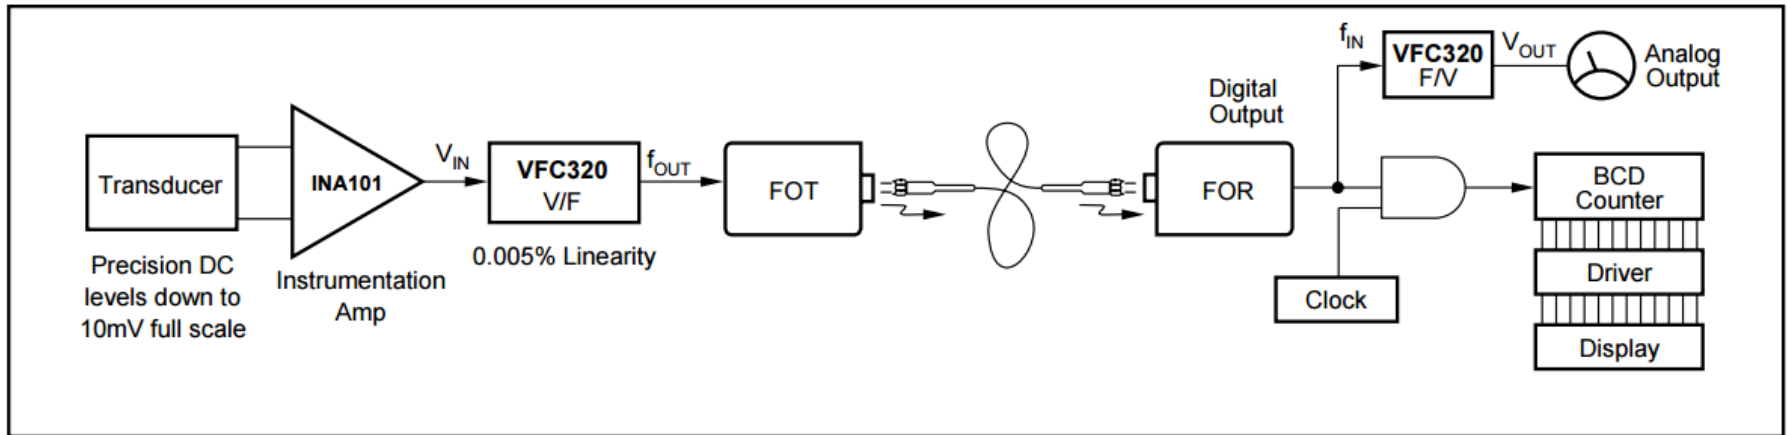 Transducer
Precision DC
levels down to
10mV full scale
INA101
Instrumentation
Amp
VIN
VFC320
V/F
0.005% Linearity
fOUT
FOT
FOR
Digital
Output
fIN
VFC320
F/V
VOUT
Analog
Output
Clock
BCD
Counter
Driver
Display